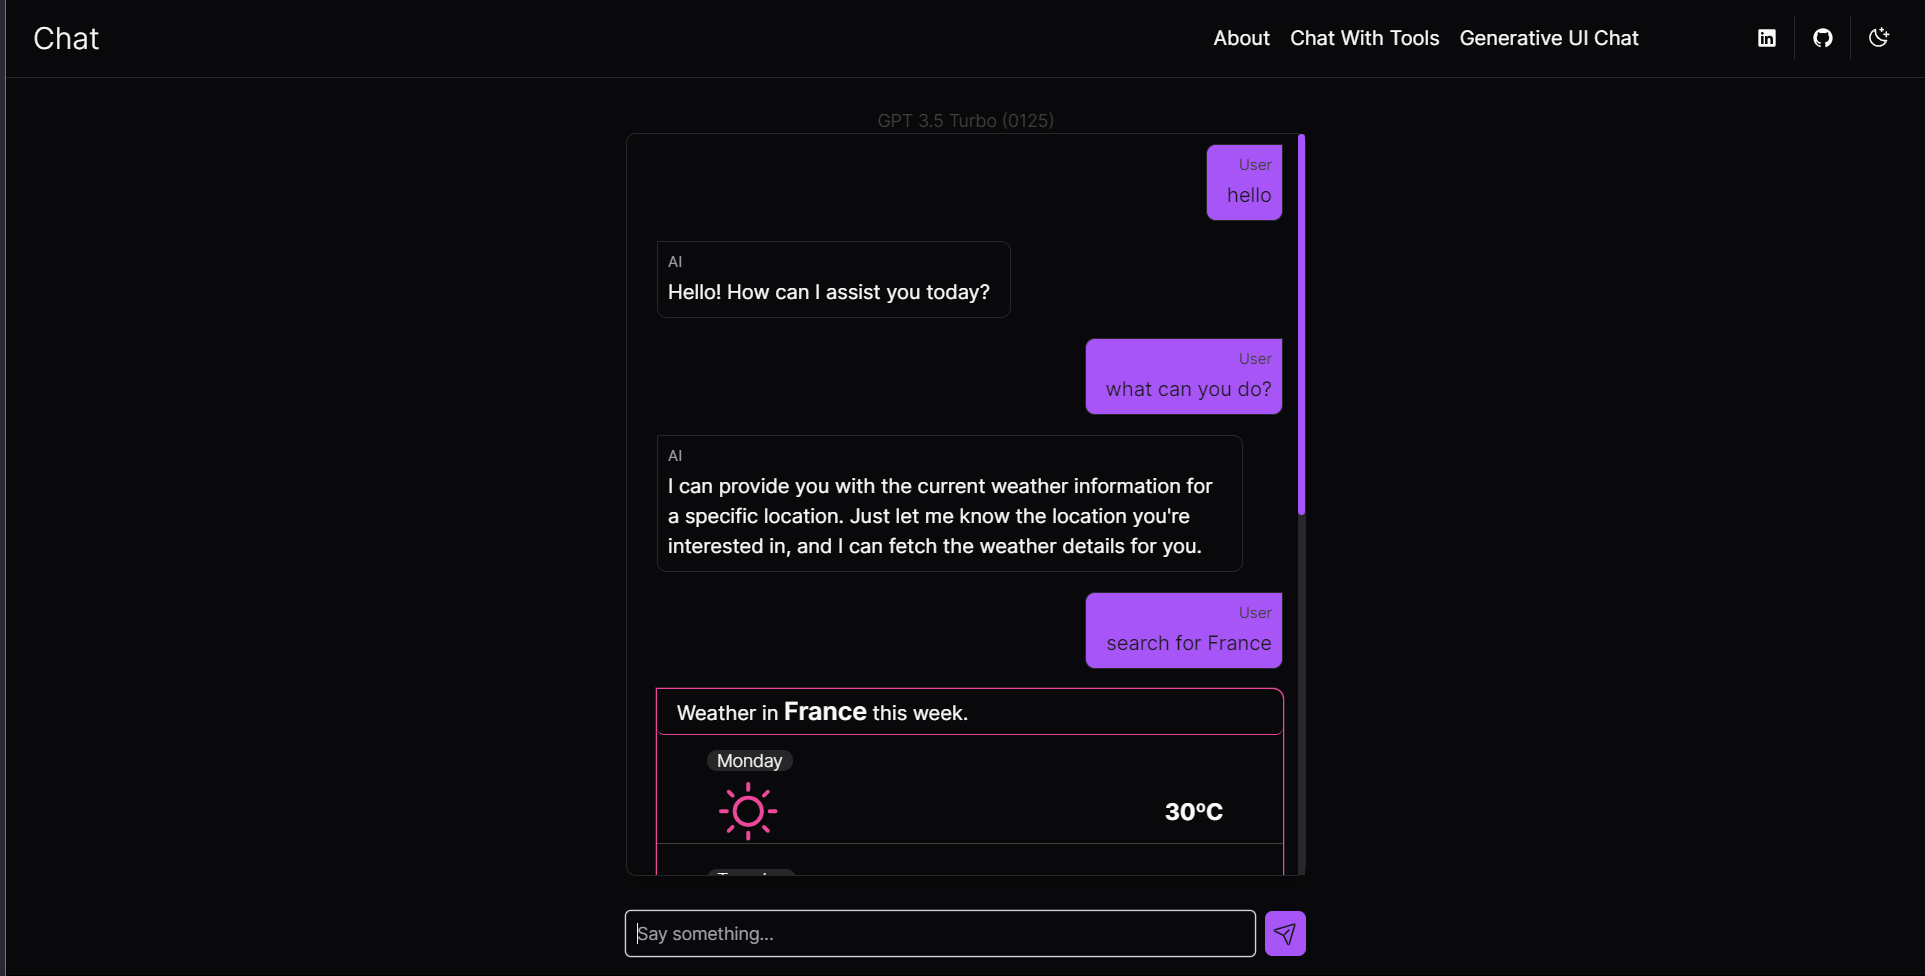 Chat
About
Chat With Tools
Generative UI Chat
GPT 3.5 Turbo (0125)
User
hello
AI
Hello! How can I assist you today?
User
what can you do?
AI
I can provide you with the current weather information for
a specific location. Just let me know the location you're
interested in, and I can fetch the weather details for you.
User
search for France
Weather in France this week.
Monday
30ºC
Say something...